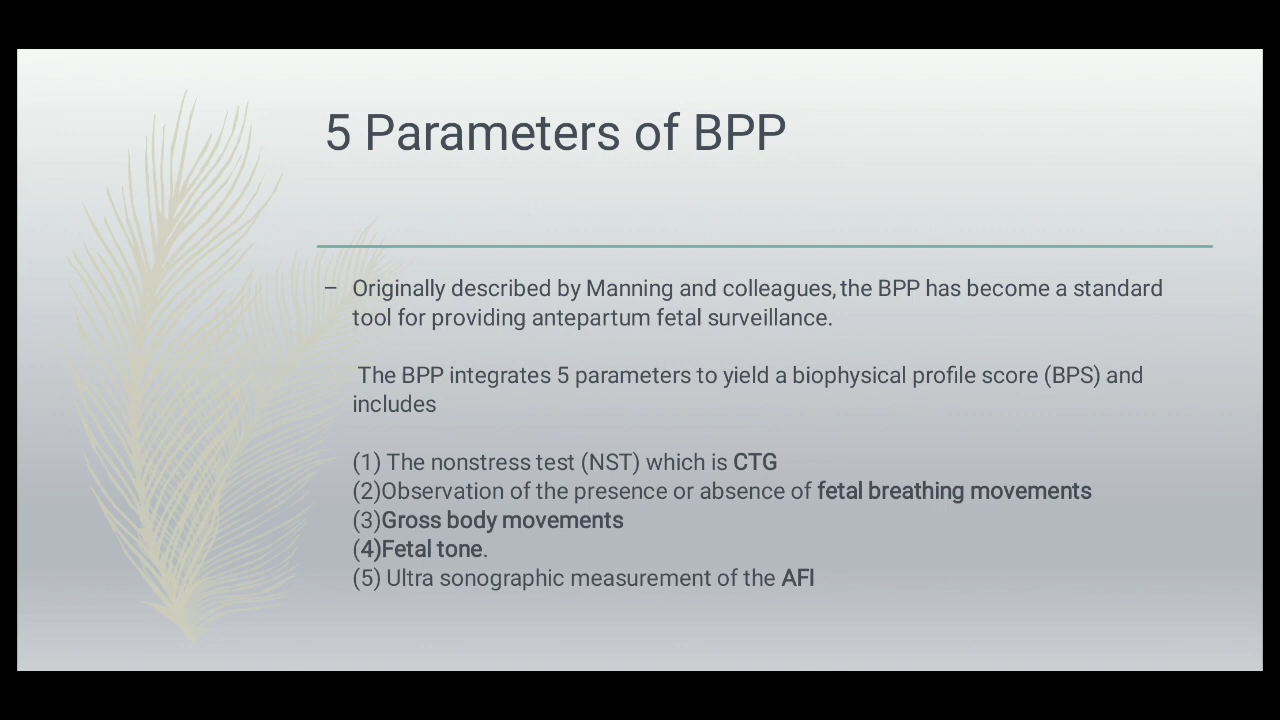 5 Parameters of BPP
– Originally described by Manning and colleagues, the BPP has become a standard
tool for providing antepartum fetal surveillance.
The BPP integrates 5 parameters to yield a biophysical profile score (BPS) and
includes
(1) The nonstress test (NST) which is CTG
(2)Observation of the presence or absence of fetal breathing movements
(3)Gross body movements
(4)Fetal tone.
(5) Ultra sonographic measurement of the AFI